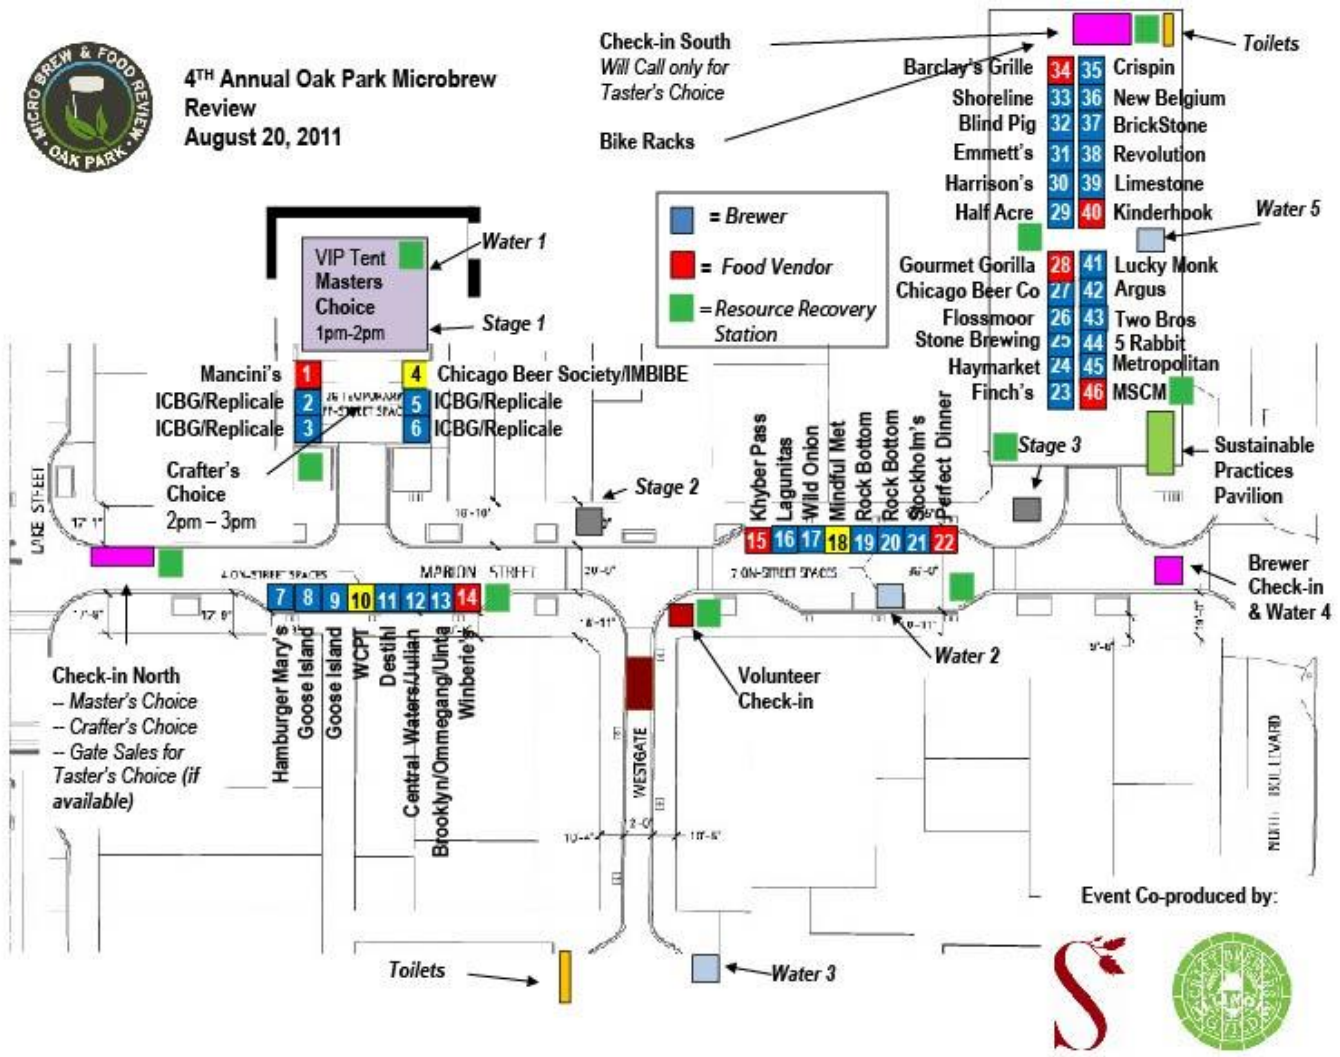 MICRO BREW & FOOD REVIEW · OAK PARK ·
4TH Annual Oak Park Microbrew
Review
August 20, 2011
Check-in South
Will Call only for
Taster's Choice
Bike Racks
Toilets
Barclay's Grille 34 35 Crispin
Shoreline 33 36 New Belgium
Blind Pig 32 37 BrickStone
Emmett's 31 38 Revolution
Harrison's 30 39 Limestone
Half Acre 29 40 Kinderhook
Water 5
Gourmet Gorilla 28 41 Lucky Monk
Chicago Beer Co 27 42 Argus
Flossmoor 26 43 Two Bros
Stone Brewing 25 44 5 Rabbit
Haymarket 24 45 Metropolitan
Finch's 23 46 MSCM
= Brewer
= Food Vendor
= Resource Recovery
Station
VIP Tent
Masters
Choice
1pm-2pm
Water 1
Stage 1
Mancini's 1
4 Chicago Beer Society/IMBIBE
ICBG/Replicale 2
5 ICBG/Replicale
ICBG/Replicale 3
6 ICBG/Replicale
Crafter's
Choice
2pm – 3pm
Stage 2
Stage 3
Sustainable
Practices
Pavilion
Khyber Pass
Lagunitas
Wild Onion
Mindful Met
Rock Bottom
Rock Bottom
Stockholm's
Perfect Dinner
15 16 17 18 19 20 21 22
LAKE STREET
4 ON-STREET SPACES
MARION STREET
7 ON-STREET SPACES
7 8 9 10 11 12 13 14
Hamburger Mary's
Goose Island
Goose Island
WCPT
Destihl
Central Waters/Julian
Brooklyn/Ommegang/Uinta
Winberie's
Brewer
Check-in
& Water 4
Water 2
Volunteer
Check-in
Check-in North
-- Master's Choice
-- Crafter's Choice
-- Gate Sales for
Taster's Choice (if
available)
WESTGATE
NORTH BOULEVARD
Toilets
Water 3
Event Co-produced by:
S